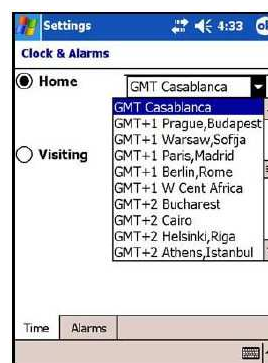 Settings 4:33 ok
Clock & Alarms
Home GMT Casablanca
GMT Casablanca
GMT+1 Prague,Budapest
GMT+1 Warsaw,Sofija
GMT+1 Paris,Madrid
Visiting
GMT+1 Berlin,Rome
GMT+1 W Cent Africa
GMT+2 Bucharest
GMT+2 Cairo
GMT+2 Helsinki,Riga
GMT+2 Athens,Istanbul
Time Alarms